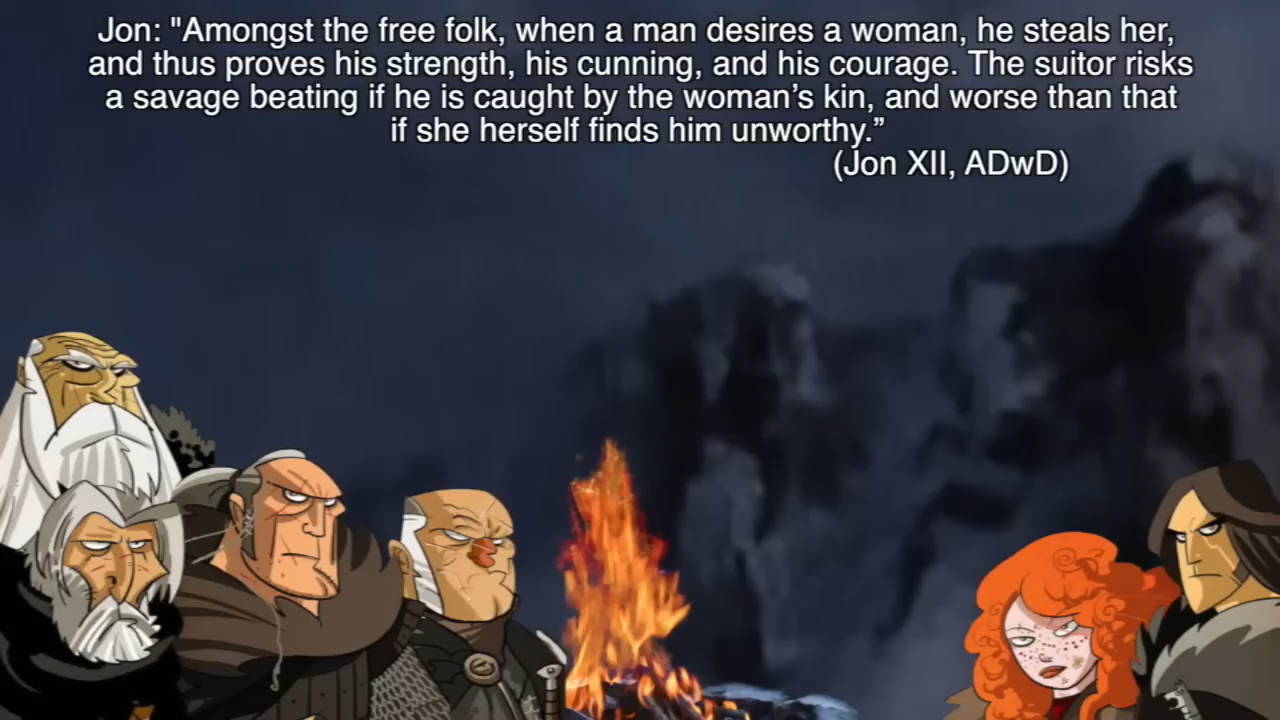 Jon: "Amongst the free folk, when a man desires a woman, he steals her,
and thus proves his strength, his cunning, and his courage. The suitor risks
a savage beating if he is caught by the woman’s kin, and worse than that
if she herself finds him unworthy.”
(Jon XII, ADwD)